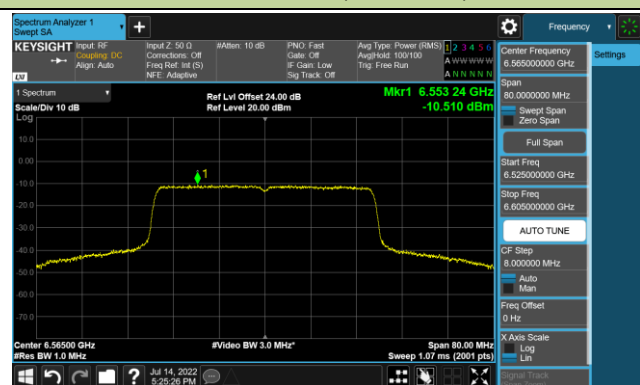 Spectrum Analyzer 1
Swept SA
Frequency
KEYSIGHT
Input: RF
Coupling: DC
Align: Auto
Input Z: 50 Ω
Corrections: Off
Freq Ref: Int (S)
NFE: Adaptive
#Atten: 10 dB
PNO: Fast
Gate: Off
IF Gain: Low
Sig Track: Off
Avg Type: Power (RMS)
Avg|Hold: 100/100
Trig: Free Run
1 2 3 4 5 6
A W W W W W
A N N N N N
LW
1 Spectrum
Scale/Div 10 dB
Log
Ref Lvl Offset 24.00 dB
Ref Level 20.00 dBm
Mkr1 6.553 24 GHz
-10.510 dBm
1
10.0
0.00
-10.0
-20.0
-30.0
-40.0
-50.0
-60.0
-70.0
Center 6.56500 GHz
#Res BW 1.0 MHz
#Video BW 3.0 MHz*
Span 80.00 MHz
Sweep 1.07 ms (2001 pts)
Center Frequency
6.565000000 GHz
Span
80.0000000 MHz
Swept Span
Zero Span
Full Span
Start Freq
6.525000000 GHz
Stop Freq
6.605000000 GHz
AUTO TUNE
CF Step
8.000000 MHz
Auto
Man
Freq Offset
0 Hz
X Axis Scale
Log
Lin
Signal Track
Settings
Jul 14, 2022
5:25:26 PM